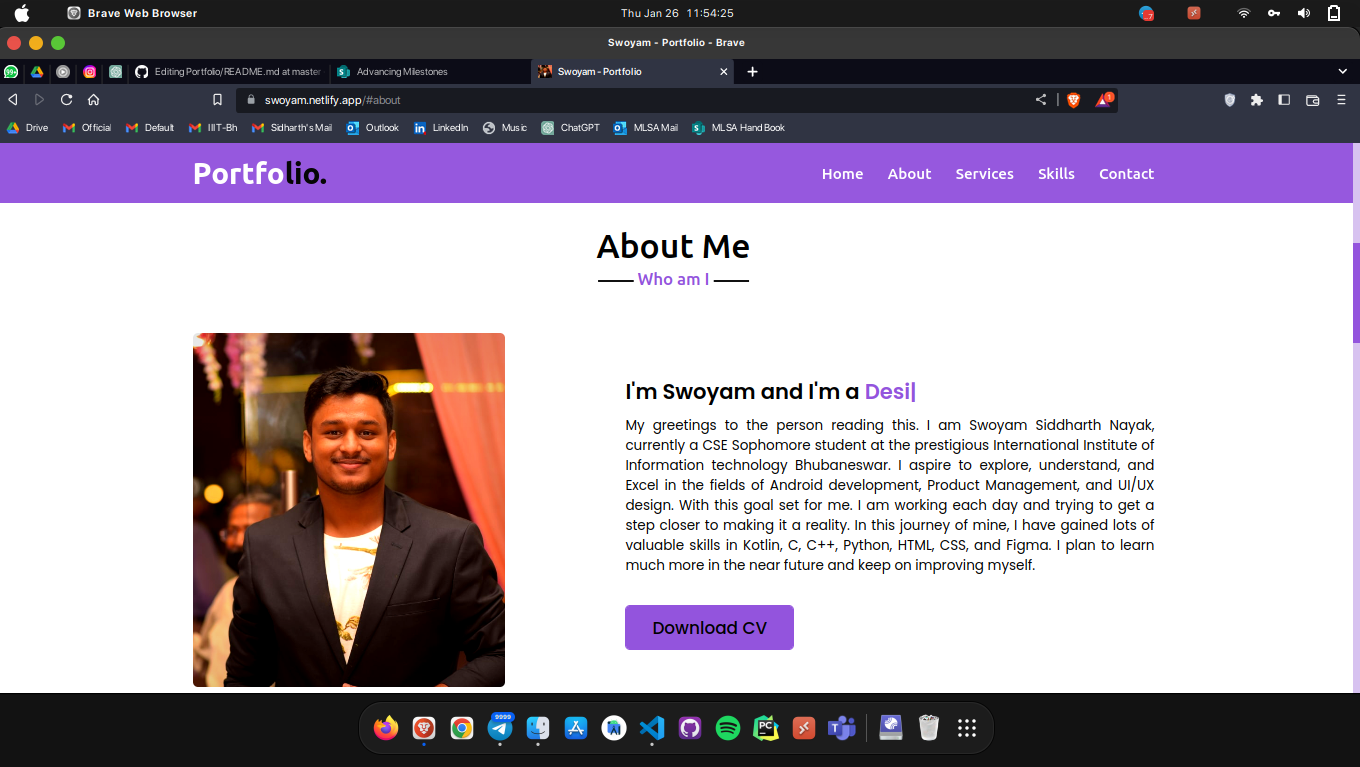 Brave Web Browser
Thu Jan 26 11:54:25
7
Swoyam - Portfolio - Brave
99+
Editing Portfolio/README.md at master
Advancing Milestones
Swoyam - Portfolio
swoyam.netlify.app/#about
1
Drive
Official
Default
IIIT-Bh
Sidharth's Mai
Outlook
LinkedIn
Music
ChatGPT
MLSA Mai
MLSA HandBook
Portfolio.
Home
About
Services
Skills
Contact
About Me
Who am I
I'm Swoyam and I'm a Desi|
My greetings to the person reading this. I am Swoyam Siddharth Nayak,
currently a CSE Sophomore student at the prestigious International Institute of
Information technology Bhubaneswar. I aspire to explore, understand, and
Excel in the fields of Android development, Product Management, and UI/UX
design. With this goal set for me. I am working each day and trying to get a
step closer to making it a reality. In this journey of mine, I have gained lots of
valuable skills in Kotlin, C, C++, Python, HTML, CSS, and Figma. I plan to learn
much more in the near future and keep on improving myself.
Download CV
9999
PC
T